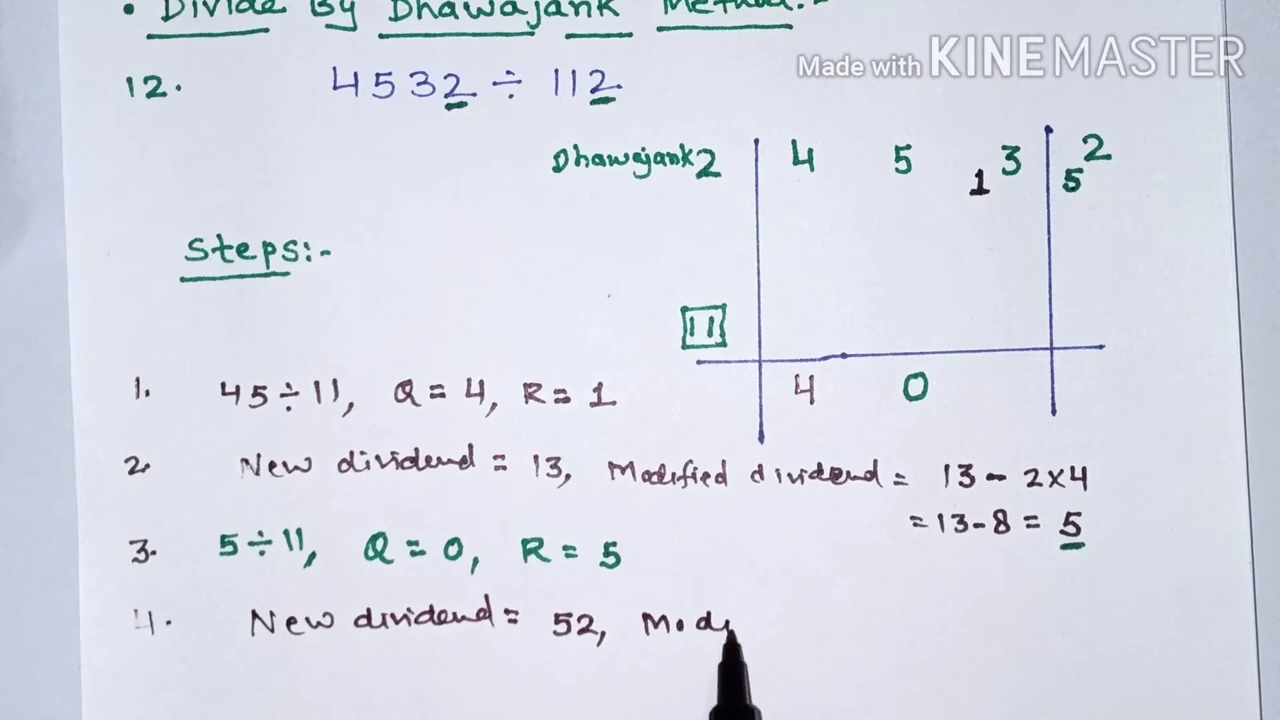 • Divide By Dhawajank Method:-
Made with KINEMASTER
12. 4532 ÷ 112
Dhawajank 2 4 5 1 3 5 2
Steps:-
11
4 0
1. 45÷11, Q = 4, R = 1
2. New dividend = 13, Modified dividend = 13 - 2×4
= 13-8 = 5
3. 5÷11, Q = 0, R = 5
4. New dividend = 52, Modi